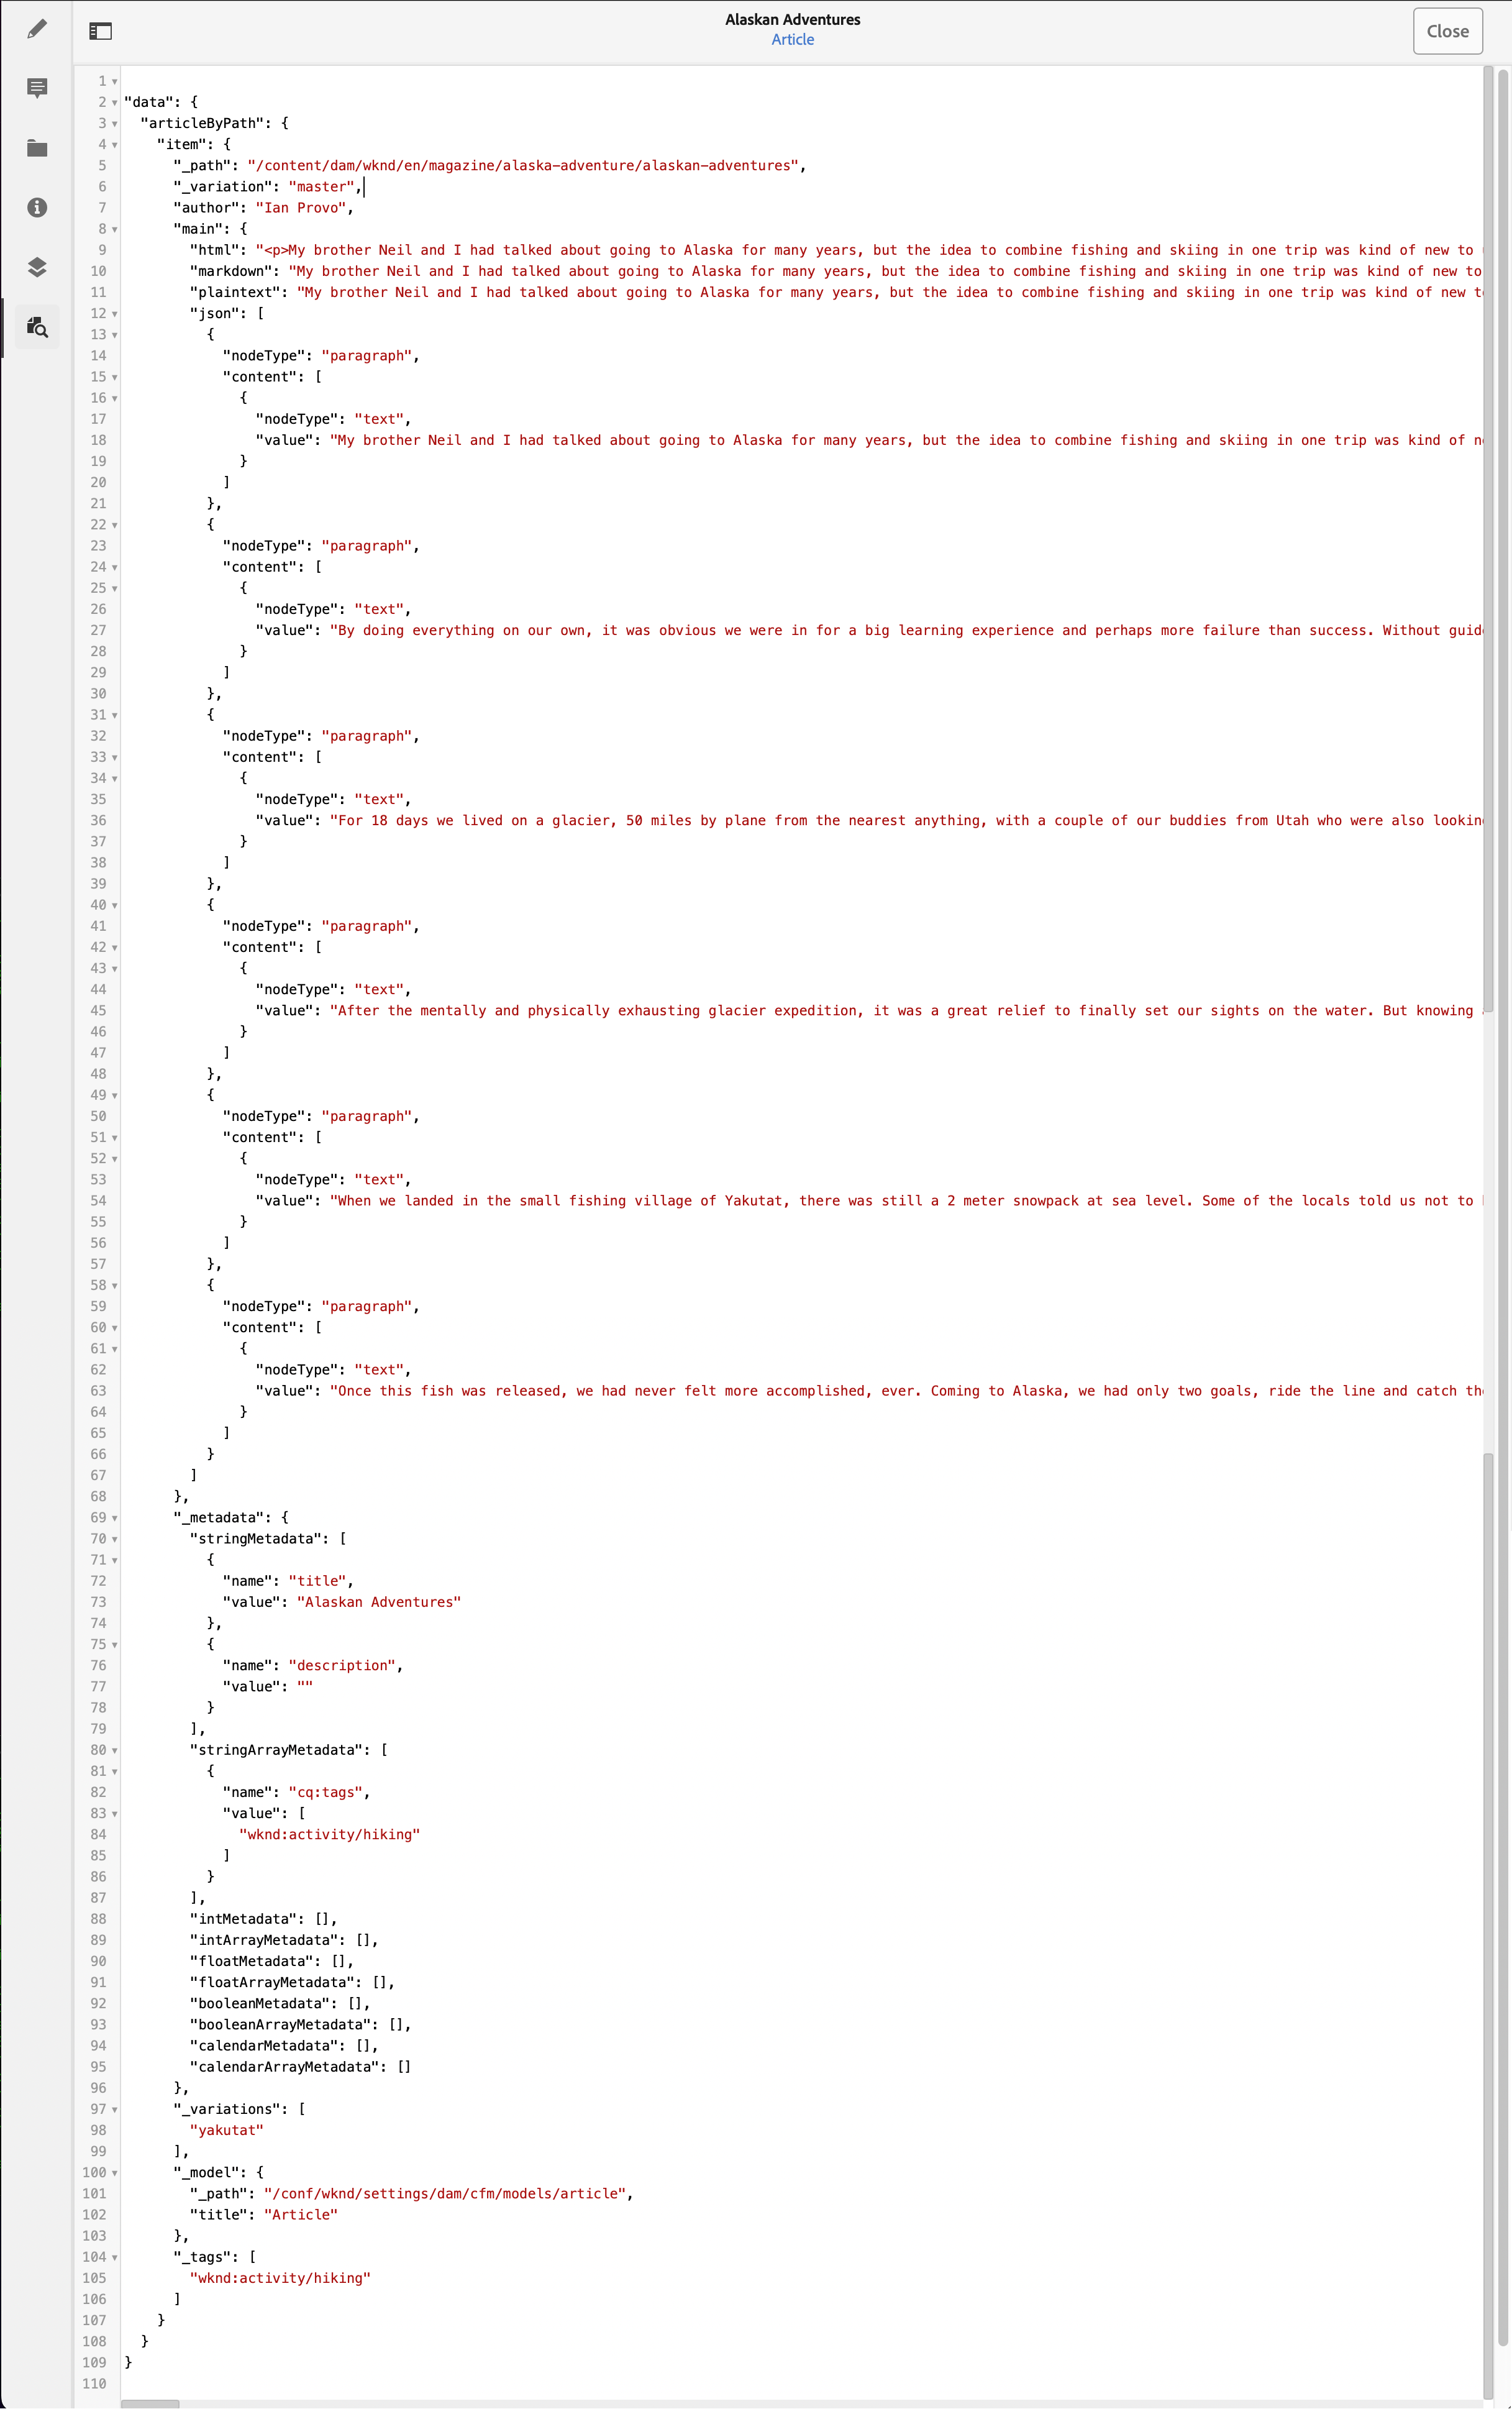 Alaskan Adventures
Article
Close
1
2 "data": {
3 "articleByPath": {
4 "item": {
5 "_path": "/content/dam/wknd/en/magazine/alaska-adventure/alaskan-adventures",
6 "_variation": "master",
7 "author": "Ian Provo",
8 "main": {
9 "html": "<p>My brother Neil and I had talked about going to Alaska for many years, but the idea to combine fishing and skiing in one trip was kind of new to
10 "markdown": "My brother Neil and I had talked about going to Alaska for many years, but the idea to combine fishing and skiing in one trip was kind of new to
11 "plaintext": "My brother Neil and I had talked about going to Alaska for many years, but the idea to combine fishing and skiing in one trip was kind of new
12 "json": [
13 {
14 "nodeType": "paragraph",
15 "content": [
16 {
17 "nodeType": "text",
18 "value": "My brother Neil and I had talked about going to Alaska for many years, but the idea to combine fishing and skiing in one trip was kind of
19 }
20 ]
21 },
22 {
23 "nodeType": "paragraph",
24 "content": [
25 {
26 "nodeType": "text",
27 "value": "By doing everything on our own, it was obvious we were in for a big learning experience and perhaps more failure than success. Without
28 }
29 ]
30 },
31 {
32 "nodeType": "paragraph",
33 "content": [
34 {
35 "nodeType": "text",
36 "value": "For 18 days we lived on a glacier, 50 miles by plane from the nearest anything, with a couple of our buddies from Utah who were also
37 }
38 ]
39 },
40 {
41 "nodeType": "paragraph",
42 "content": [
43 {
44 "nodeType": "text",
45 "value": "After the mentally and physically exhausting glacier expedition, it was a great relief to finally set our sights on the water. But knowing
46 }
47 ]
48 },
49 {
50 "nodeType": "paragraph",
51 "content": [
52 {
53 "nodeType": "text",
54 "value": "When we landed in the small fishing village of Yakutat, there was still a 2 meter snowpack at sea level. Some of the locals told us not to
55 }
56 ]
57 },
58 {
59 "nodeType": "paragraph",
60 "content": [
61 {
62 "nodeType": "text",
63 "value": "Once this fish was released, we had never felt more accomplished, ever. Coming to Alaska, we had only two goals, ride the line and catch
64 }
65 ]
66 }
67 ]
68 },
69 "_metadata": {
70 "stringMetadata": [
71 {
72 "name": "title",
73 "value": "Alaskan Adventures"
74 },
75 {
76 "name": "description",
77 "value": ""
78 }
79 ],
80 "stringArrayMetadata": [
81 {
82 "name": "cq:tags",
83 "value": [
84 "wknd:activity/hiking"
85 ]
86 }
87 ],
88 "intMetadata": [],
89 "intArrayMetadata": [],
90 "floatMetadata": [],
91 "floatArrayMetadata": [],
92 "booleanMetadata": [],
93 "booleanArrayMetadata": [],
94 "calendarMetadata": [],
95 "calendarArrayMetadata": []
96 },
97 "_variations": [
98 "yakutat"
99 ],
100 "_model": {
101 "_path": "/conf/wknd/settings/dam/cfm/models/article",
102 "title": "Article"
103 },
104 "_tags": [
105 "wknd:activity/hiking"
106 ]
107 }
108 }
109 }
110